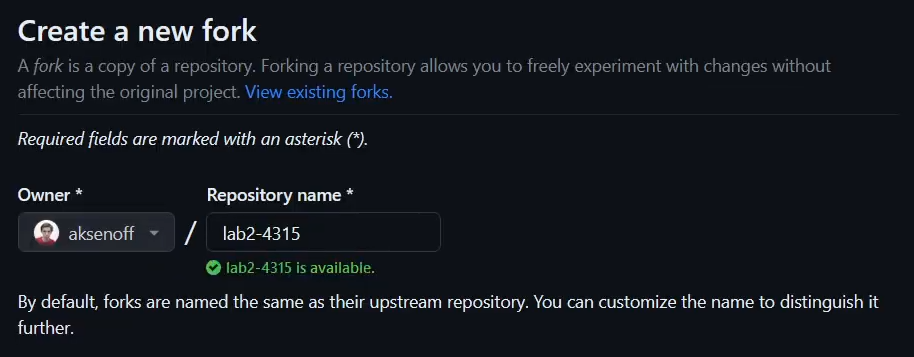 Create a new fork
A fork is a copy of a repository. Forking a repository allows you to freely experiment with changes without
affecting the original project. View existing forks.
Required fields are marked with an asterisk (*).
Owner * Repository name *
aksenoff / lab2-4315
lab2-4315 is available.
By default, forks are named the same as their upstream repository. You can customize the name to distinguish it
further.